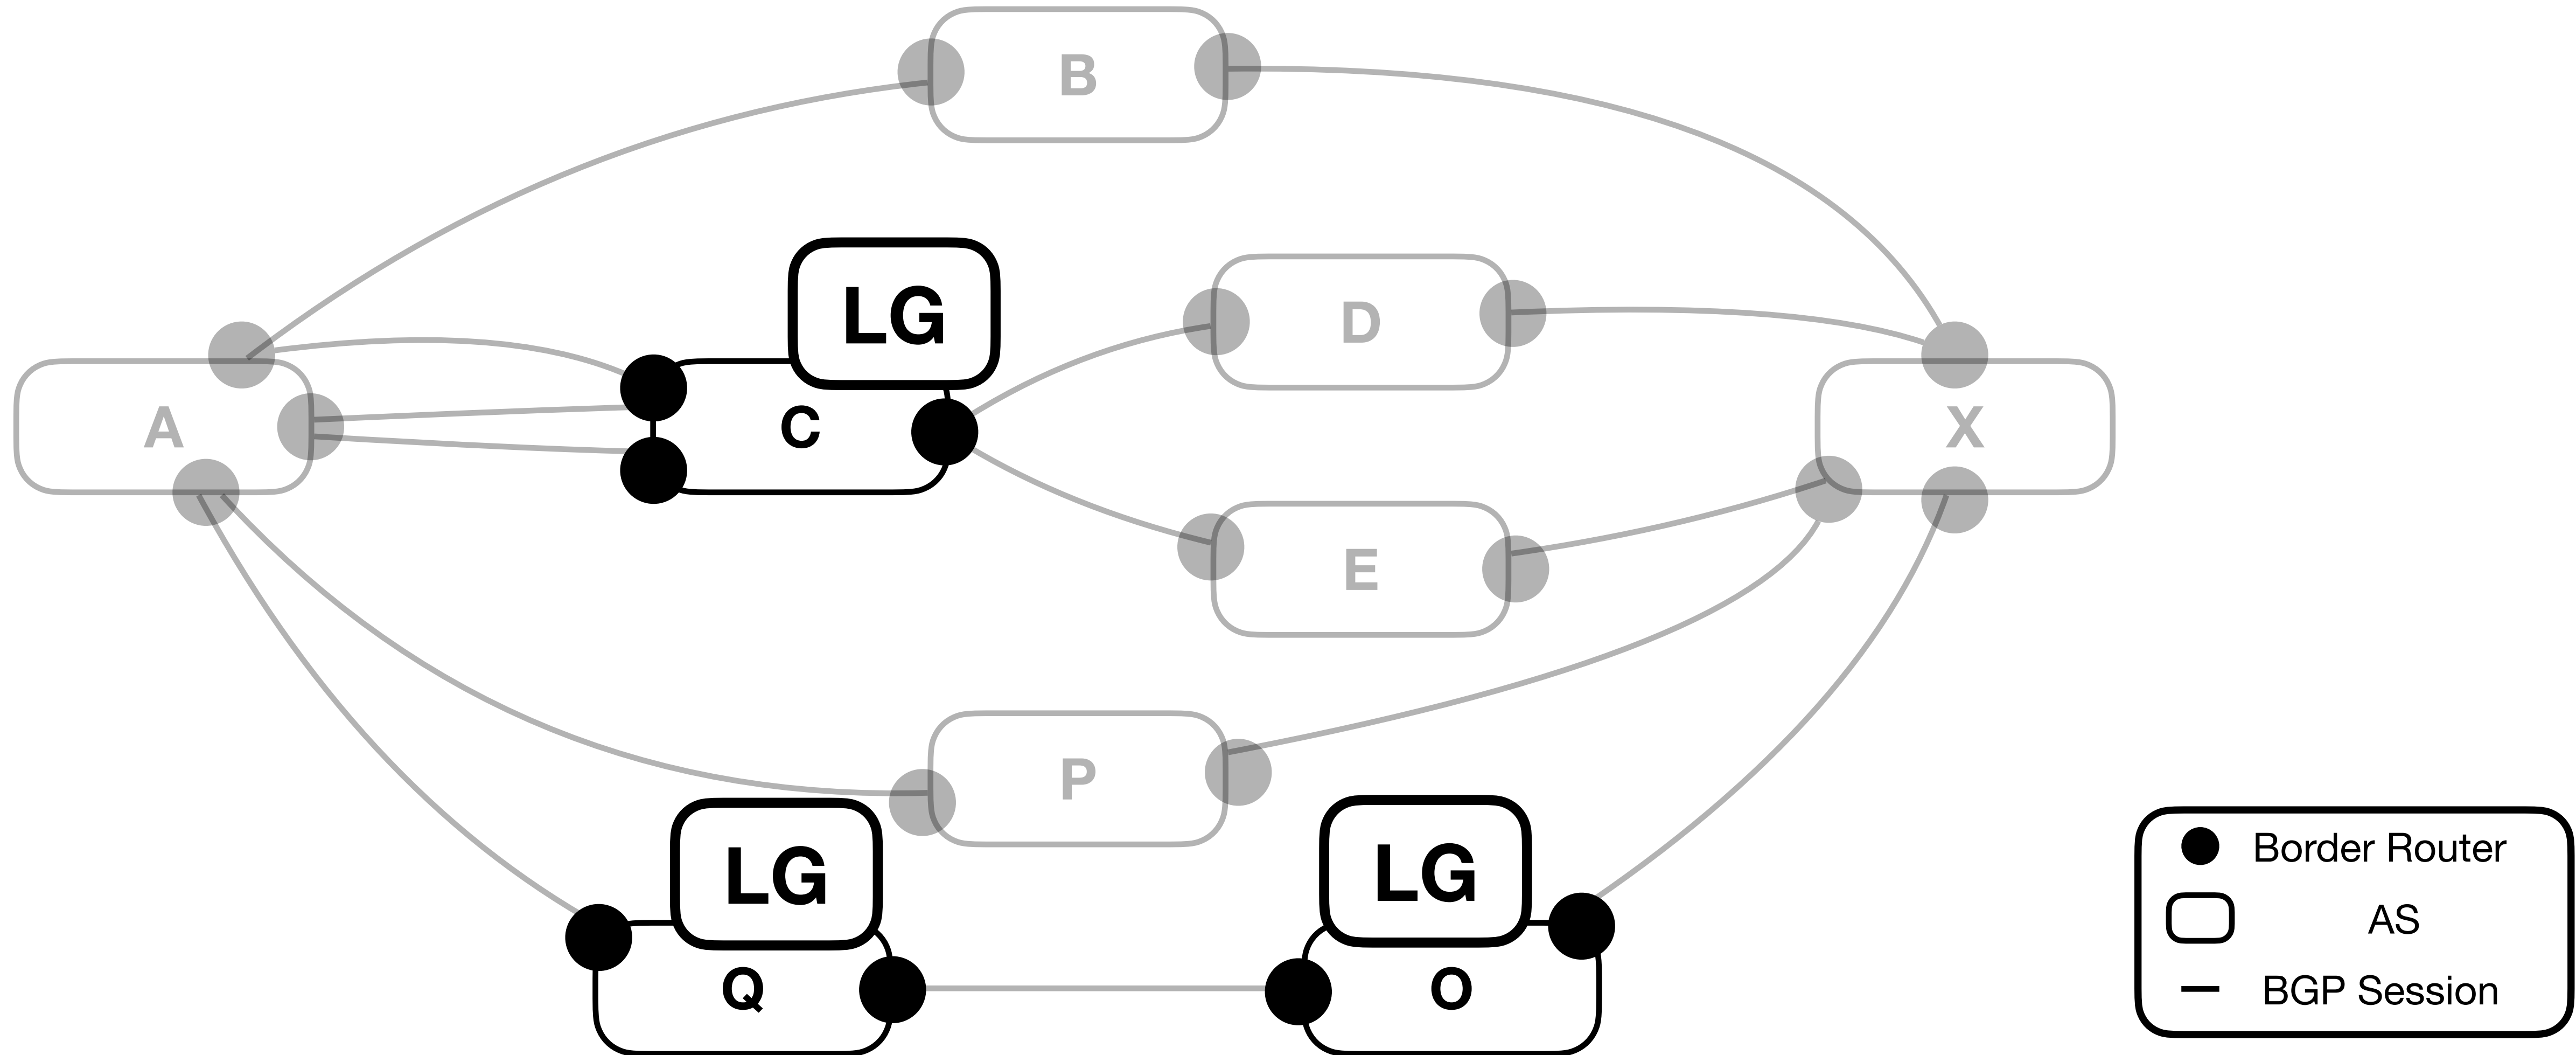 B
LG
D
A
C
X
E
P
LG
LG
Q
O
Border Router
AS
BGP Session